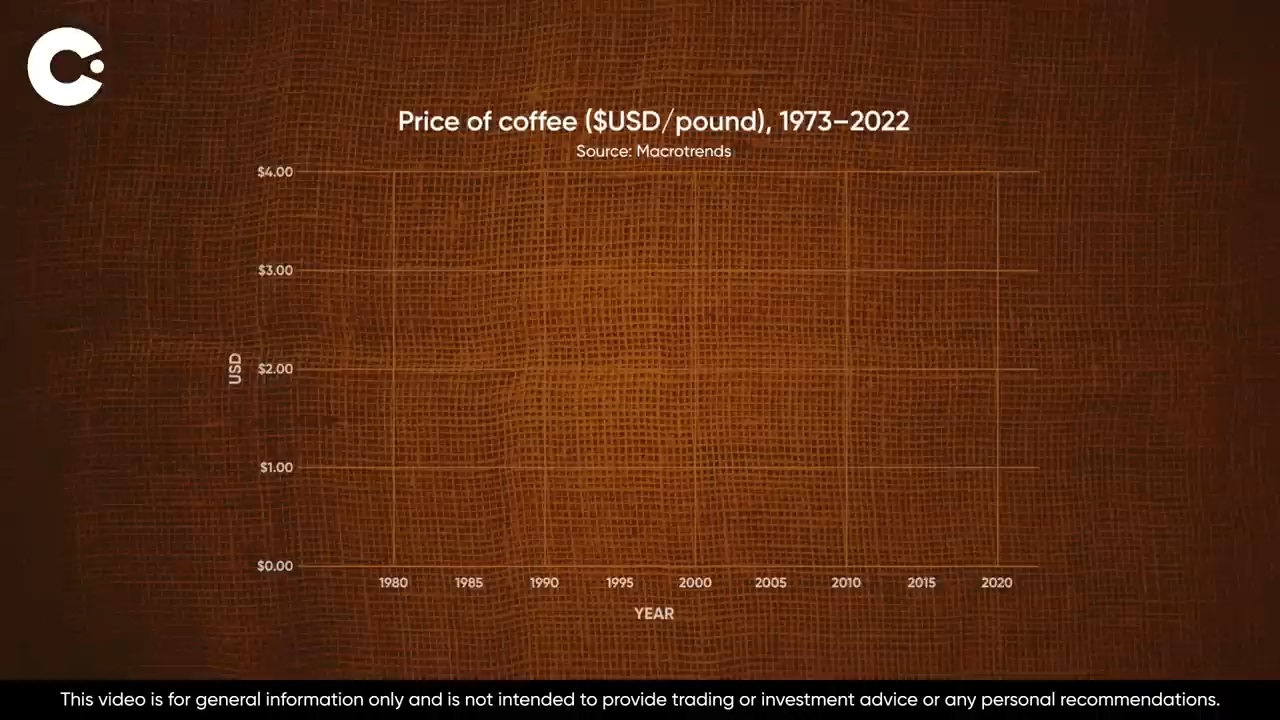 Price of coffee ($USD/pound), 1973–2022
Source: Macrotrends
$4.00
$3.00
$2.00
$1.00
$0.00
USD
1980 1985 1990 1995 2000 2005 2010 2015 2020
YEAR
This video is for general information only and is not intended to provide trading or investment advice or any personal recommendations.